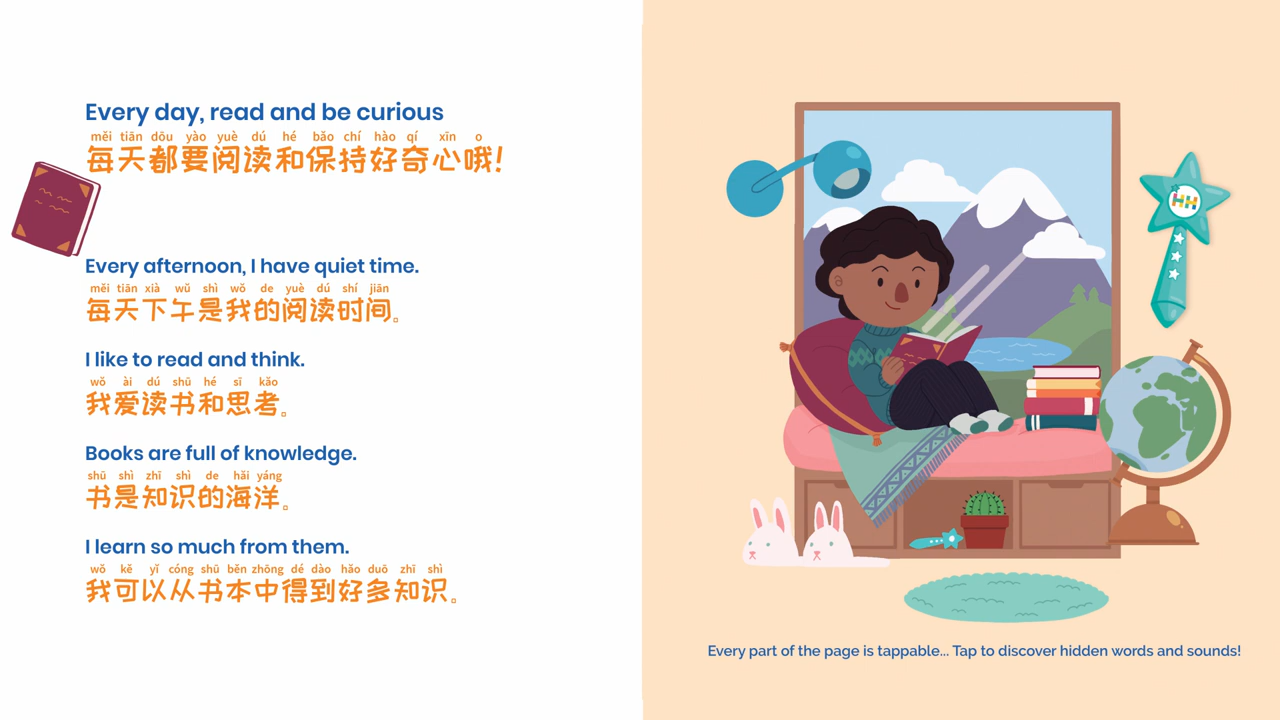 Every day, read and be curious
měi tiān dōu yào yuè dú hé bǎo chí hào qí xīn o
每天都要阅读和保持好奇心哦!
Every afternoon, I have quiet time.
měi tiān xià wǔ shì wǒ de yuè dú shí jiān
每天下午是我的阅读时间。
I like to read and think.
wǒ ài dú shū hé sī kǎo
我爱读书和思考。
Books are full of knowledge.
shū shì zhī shì de hǎi yáng
书是知识的海洋。
I learn so much from them.
wǒ kě yǐ cóng shū běn zhōng dé dào hǎo duō zhī shì
我可以从书本中得到好多知识。
HH
Every part of the page is tappable... Tap to discover hidden words and sounds!